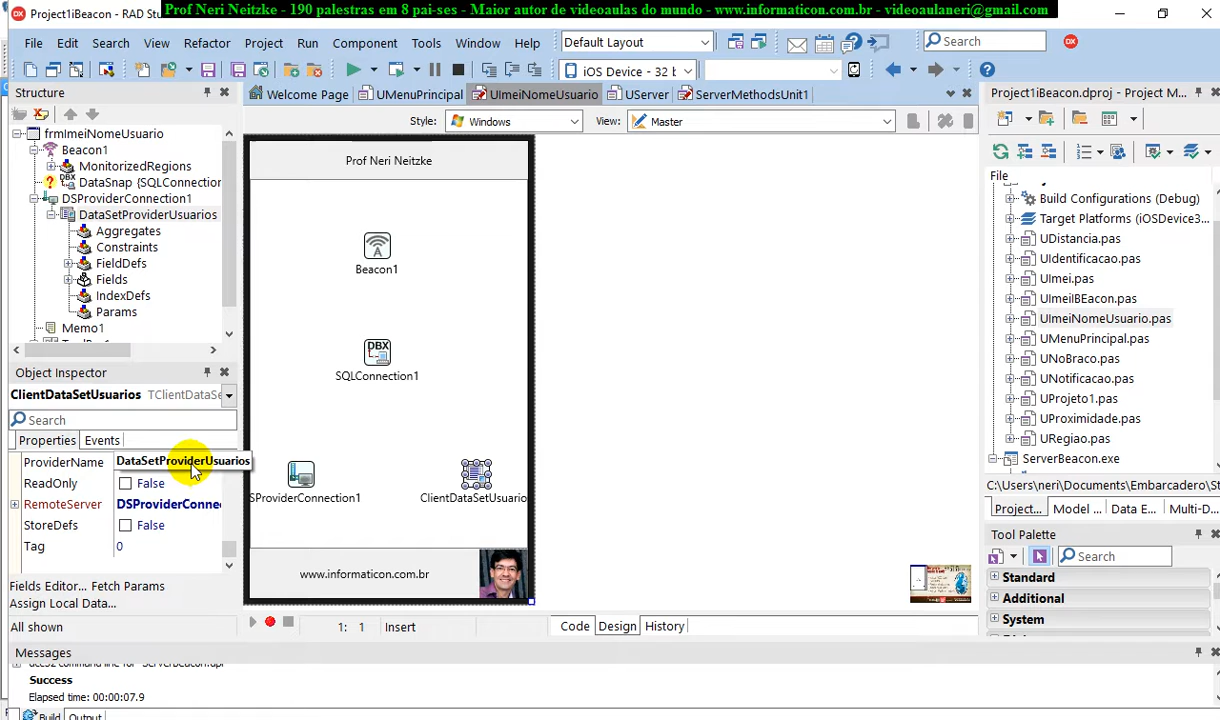 Prof Neri Neitzke - 190 palestras em 8 pai-ses - Maior autor de videoaulas do mundo - www.informaticon.com.br - videoaulaneri@gmail.com
Project1iBeacon - RAD Stu
File Edit Search View Refactor Project Run Component Tools Window Help Default Layout Search
iOS Device - 32 b
Structure
Welcome Page UMenuPrincipal UImeiNomeUsuario UServer ServerMethodsUnit1
Project1iBeacon.dproj - Project M...
Style: Windows View: Master
frmImeiNomeUsuario
Beacon1
MonitorizedRegions
DataSnap {SQLConnection
DSProviderConnection1
DataSetProviderUsuarios
Aggregates
Constraints
FieldDefs
Fields
IndexDefs
Params
Memo1
Object Inspector
ClientDataSetUsuarios TClientDataSe
Search
Properties Events
ProviderName DataSetProviderUsuarios
ReadOnly False
RemoteServer DSProviderConne
StoreDefs False
Tag 0
Fields Editor... Fetch Params
Assign Local Data...
All shown
Prof Neri Neitzke
Beacon1
DBX
SQLConnection1
SProviderConnection1
ClientDataSetUsuario
www.informaticon.com.br
1: 1 Insert Code Design History
File
Build Configurations (Debug)
Target Platforms (iOSDevice3...
UDistancia.pas
UIdentificacao.pas
UImei.pas
UImeiIBEacon.pas
UImeiNomeUsuario.pas
UMenuPrincipal.pas
UNoBraco.pas
UNotificacao.pas
UProjeto1.pas
UProximidade.pas
URegiao.pas
ServerBeacon.exe
C:\Users\neri\Documents\Embarcadero\St
Project... Model ... Data E... Multi-D...
Tool Palette
Search
Standard
Additional
System
Messages
Success
Elapsed time: 00:00:07.9
Build Output